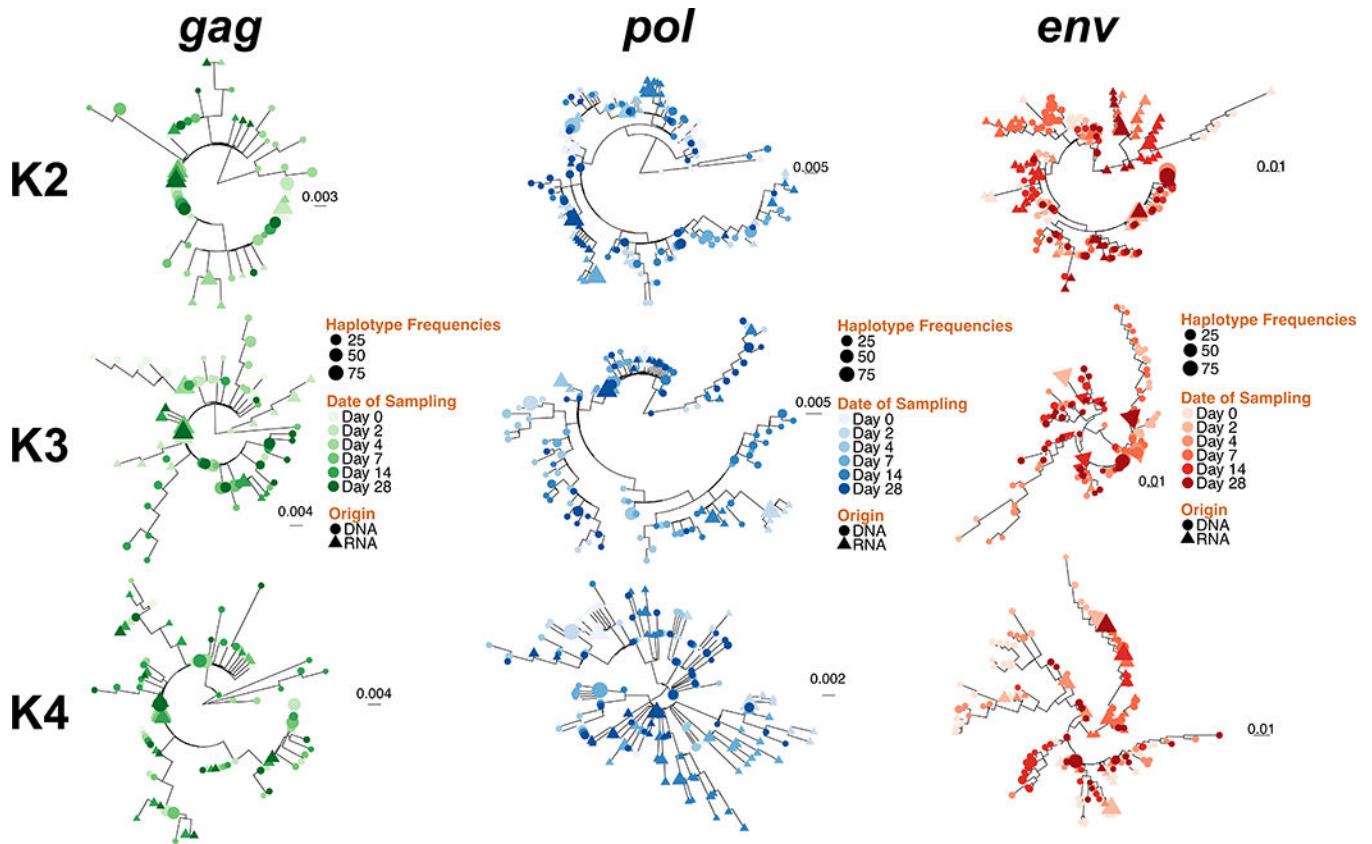 gag
pol
env
K2
0.003
0.005
0.01
K3
Haplotype Frequencies
25
50
75
Date of Sampling
Day 0
Day 2
Day 4
Day 7
Day 14
Day 28
Origin
DNA
RNA
0.004
Haplotype Frequencies
25
50
75
0.005
Date of Sampling
Day 0
Day 2
Day 4
Day 7
Day 14
Day 28
Origin
DNA
RNA
Haplotype Frequencies
25
50
75
Date of Sampling
Day 0
Day 2
Day 4
Day 7
Day 14
Day 28
0.01
Origin
DNA
RNA
K4
0.004
0.002
0.01